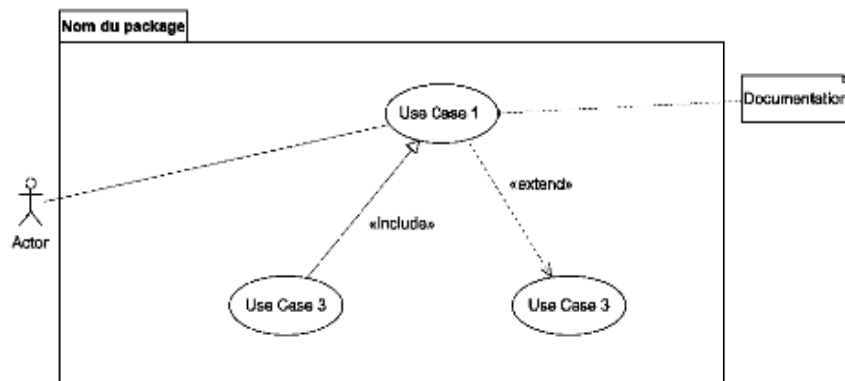 Nom du package
Use Case 1
Documentation
«extend»
Actor
«Include»
Use Case 3
Use Case 3